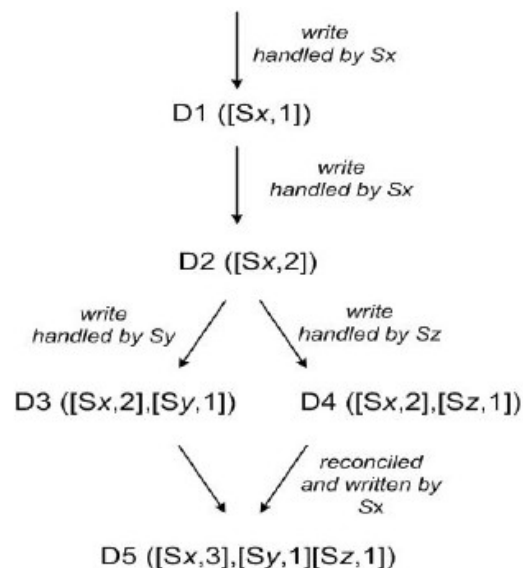 write
handled by Sx
D1 ([Sx,1])
write
handled by Sx
D2 ([Sx,2])
write
handled by Sy
write
handled by Sz
D3 ([Sx,2],[Sy,1])
D4 ([Sx,2],[Sz,1])
reconciled
and written by
Sx
D5 ([Sx,3],[Sy,1][Sz,1])